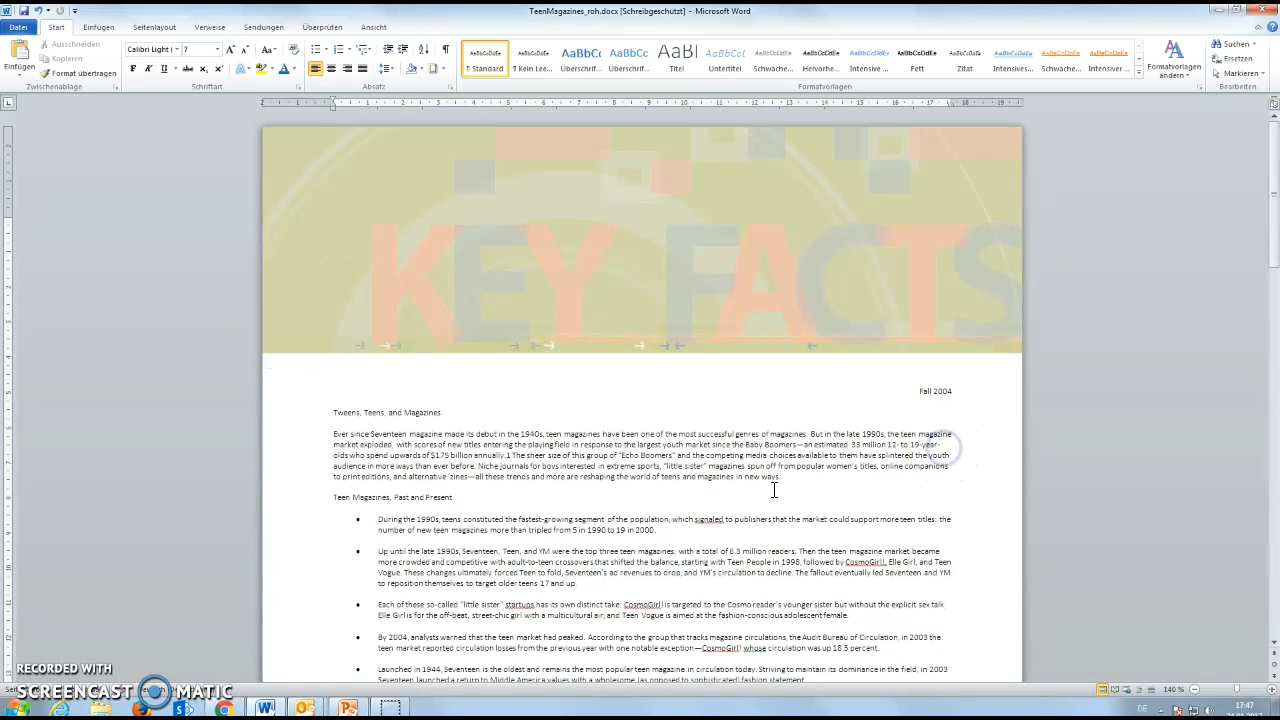 TeenMagazines_roh.docx [Schreibgeschützt] - Microsoft Word
Datei Start Einfügen Seitenlayout Verweise Sendungen Überprüfen Ansicht
Einfügen
Ausschneiden
Kopieren
Format übertragen
Zwischenablage
Calibri Light 7
Schriftart
Absatz
AaBbCcDdEe AaBbCcDdEe AaBbCc AaBbCc AaBl AaBbCcl AaBbCcDdEe AaBbCcDdEe AaBbCcDdEe AaBbCcDdEe AaBbCcDdEe AaBbCcDdEe AaBbCcDdEe AaBbCcDdEe
¶ Standard ¶ Kein Lee... Überschrif... Überschrif... Titel Untertitel Schwache... Hervorhe... Intensive ... Fett Zitat Intensives... Schwache... Intensiver ...
Formatvorlagen
Formatvorlagen ändern
Suchen
Ersetzen
Markieren
Bearbeiten
KEY FACTS
Fall 2004
Tweens, Teens, and Magazines
Ever since Seventeen magazine made its debut in the 1940s, teen magazines have been one of the most successful genres of magazines. But in the late 1990s, the teen magazine
market exploded, with scores of new titles entering the playing field in response to the largest youth market since the Baby Boomers—an estimated 33 million 12- to 19-year-
olds who spend upwards of $175 billion annually.1 The sheer size of this group of "Echo Boomers" and the competing media choices available to them have splintered the youth
audience in more ways than ever before. Niche journals for boys interested in extreme sports, "little sister" magazines spun off from popular women's titles, online companions
to print editions, and alternative 'zines—all these trends and more are reshaping the world of teens and magazines in new ways.
Teen Magazines, Past and Present
• During the 1990s, teens constituted the fastest-growing segment of the population, which signaled to publishers that the market could support more teen titles: the
number of new teen magazines more than tripled from 5 in 1990 to 19 in 2000.
• Up until the late 1990s, Seventeen, Teen, and YM were the top three teen magazines, with a total of 6.3 million readers. Then the teen magazine market became
more crowded and competitive with adult-to-teen crossovers that shifted the balance, starting with Teen People in 1998, followed by CosmoGirl!, Elle Girl, and Teen
Vogue. These changes ultimately forced Teen to fold, Seventeen's ad revenues to drop, and YM's circulation to decline. The fallout eventually led Seventeen and YM
to reposition themselves to target older teens 17 and up.
• Each of these so-called "little sister" startups has its own distinct take: CosmoGirl! is targeted to the Cosmo reader's younger sister but without the explicit sex talk.
Elle Girl is for the off-beat, street-chic girl with a multicultural air, and Teen Vogue is aimed at the fashion-conscious adolescent female.
• By 2004, analysts warned that the teen market had peaked. According to the group that tracks magazine circulations, the Audit Bureau of Circulation, in 2003 the
teen market reported circulation losses from the previous year with one notable exception—CosmoGirl! whose circulation was up 18.5 percent.
• Launched in 1944, Seventeen is the oldest and remains the most popular teen magazine in circulation today. Striving to maintain its dominance in the field, in 2003
Seventeen launched a return to Middle America values with a wholesome (as opposed to sophisticated) fashion statement.
RECORDED WITH
SCREENCAST MATIC
140 %
DE 17:47